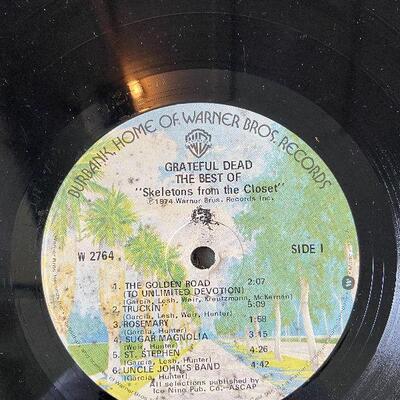 BURBANK, HOME OF WARNER BROS. RECORDS
GRATEFUL DEAD
THE BEST OF
"Skeletons from the Closet"
℗1974 Warner Bros. Records Inc.
W 2764
SIDE 1
1. THE GOLDEN ROAD 2:07
(TO UNLIMITED DEVOTION)
(Garcia, Lesh, Weir, Kreutzmann, McKernan)
2. TRUCKIN' 5:09
(Garcia, Lesh, Weir, Hunter)
3. ROSEMARY 1:58
(Garcia, Hunter)
4. SUGAR MAGNOLIA 3:15
(Weir, Hunter)
5. ST. STEPHEN 4:26
(Garcia, Lesh, Hunter)
6. UNCLE JOHN'S BAND 4:42
(Garcia, Hunter)
All selections published by
Ice Nine Pub. Co.-ASCAP